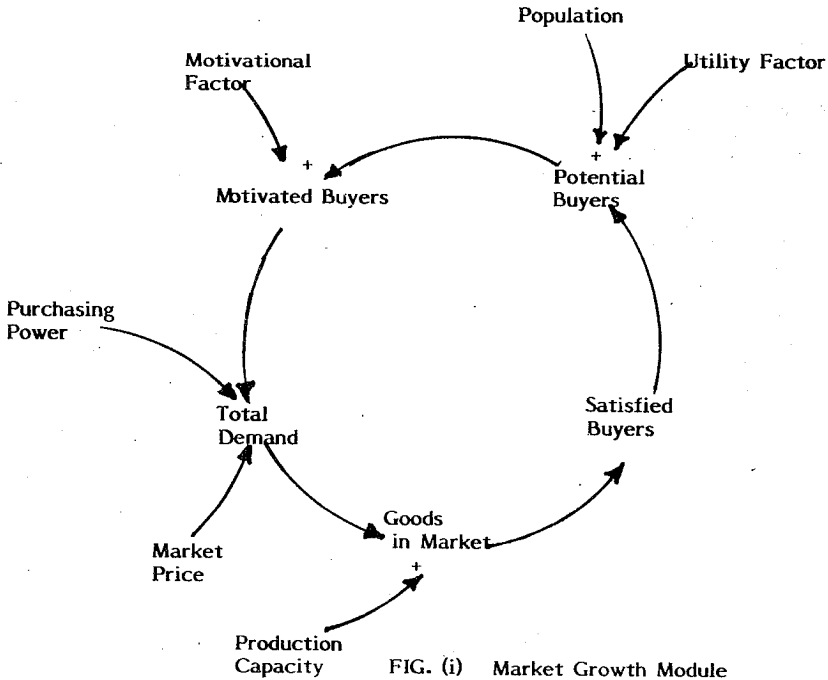 Population
Motivational
Factor
Utility Factor
+
+
Potential
Buyers
Motivated Buyers
Purchasing
Power
Total
Demand
Satisfied
Buyers
Goods
in Market
+
Market
Price
Production
Capacity
FIG. (i) Market Growth Module